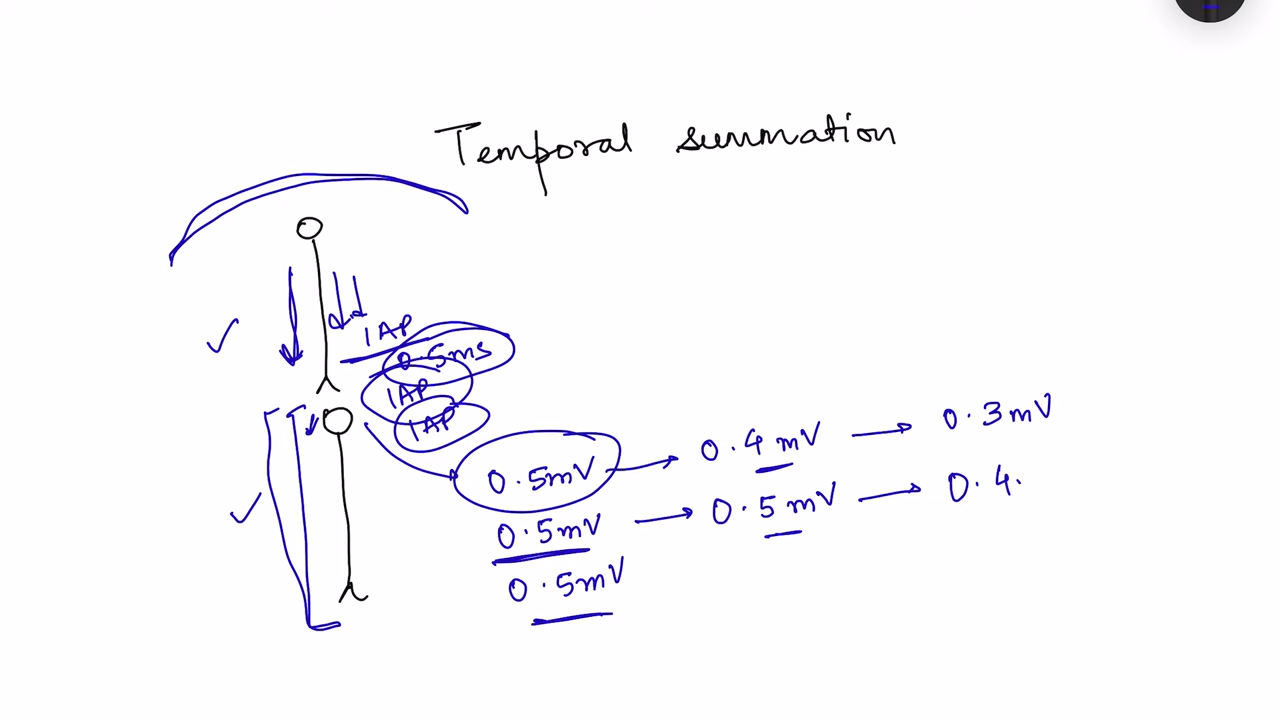 Temporal summation
1AP
0.5ms
1AP
1AP
0.5mV → 0.4mV → 0.3mV
0.5mV → 0.5mV → 0.4.
0.5mV